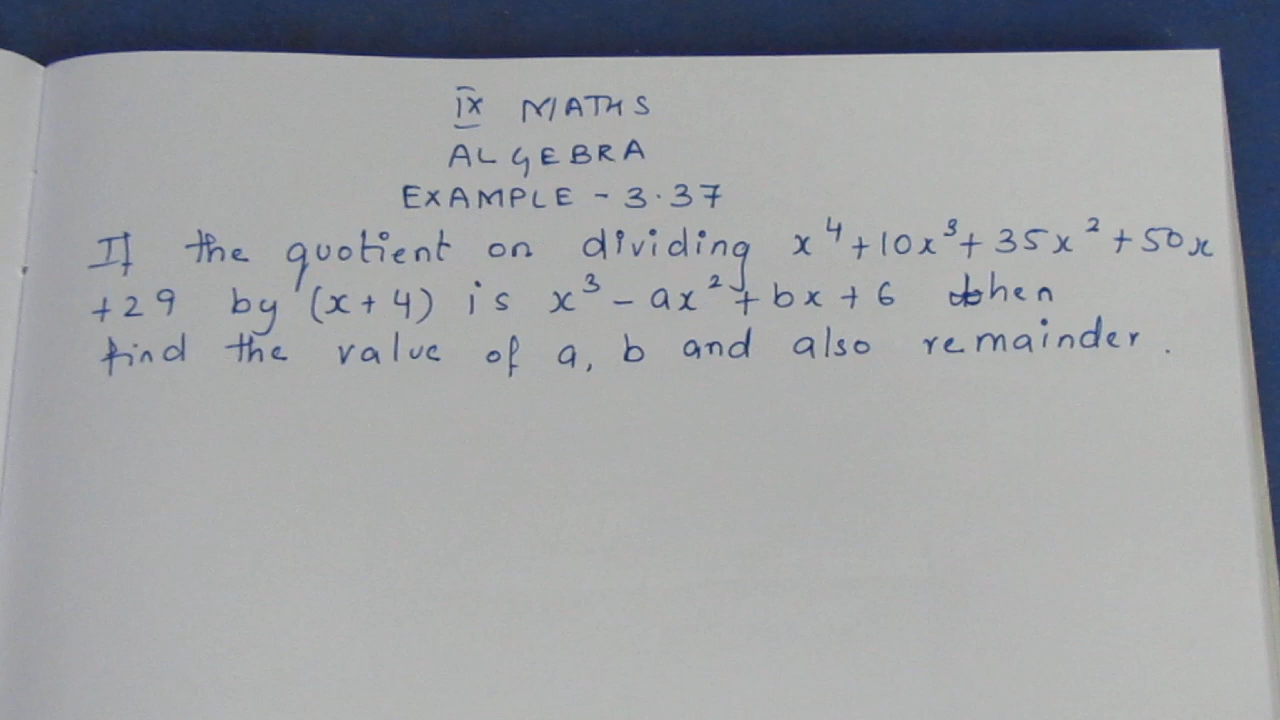 IX MATHS
ALGEBRA
EXAMPLE - 3.37
If the quotient on dividing x⁴+10x³+35x²+50x
+29 by (x+4) is x³-ax²+bx+6 then
find the value of a, b and also remainder.